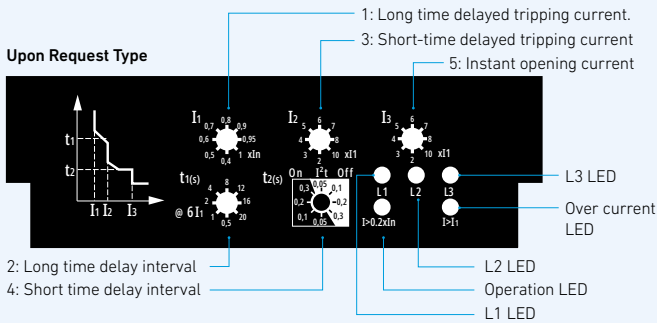 1: Long time delayed tripping current.
3: Short-time delayed tripping current
Upon Request Type
5: Instant opening current
I1 0,4 0,5 0,6 0,7 0,8 0,9 0,95 1 xIn
I2 2 3 4 5 6 7 8 10 xI1
I3 2 3 4 5 6 7 8 10 xI1
t1
t2
I1 I2 I3
t1(s) 0,5 1 2 4 8 12 16 20
@ 6I1
t2(s) On I²t Off
0,05 0,1 0,2 0,3 0,3 0,2 0,1 0,05
L1 L2 L3
I>0.2xIn I>I1
L3 LED
Over current
LED
2: Long time delay interval
4: Short time delay interval
L2 LED
Operation LED
L1 LED